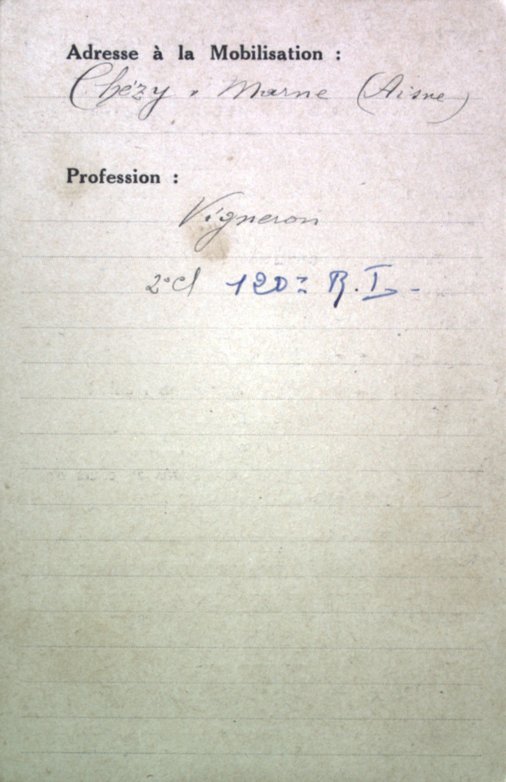 Adresse à la Mobilisation :
Chézy s Marne (Aisne)
Profession :
Vigneron
2e cl 120e R. I.